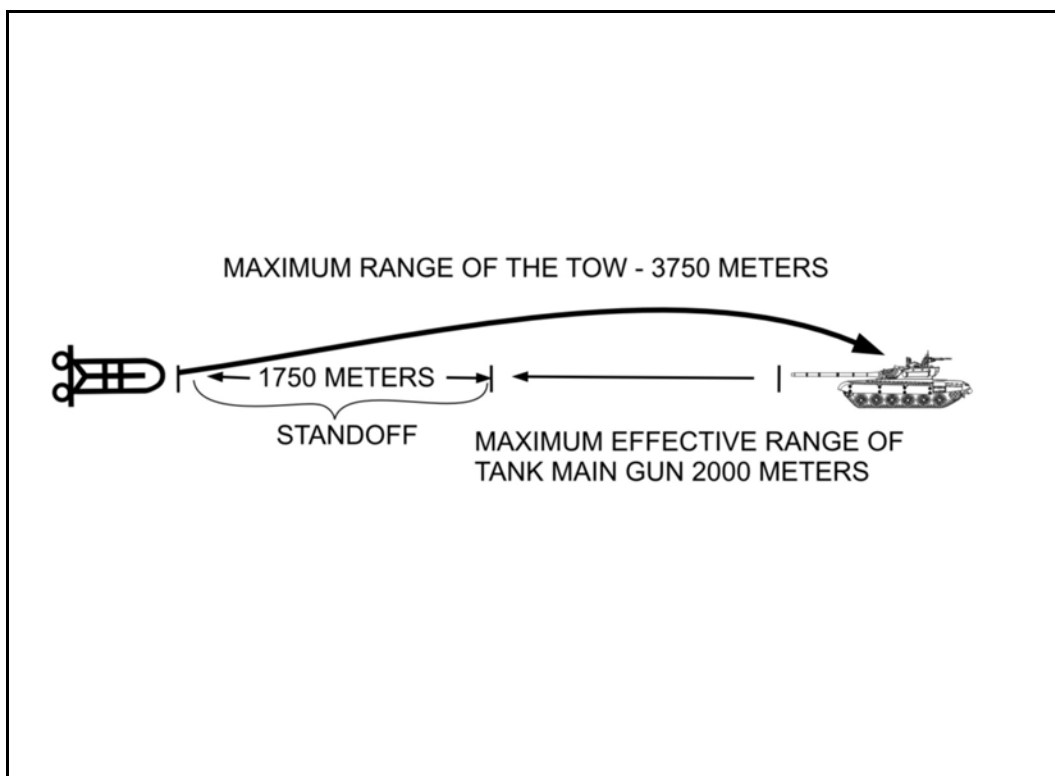 MAXIMUM RANGE OF THE TOW - 3750 METERS
1750 METERS
STANDOFF
MAXIMUM EFFECTIVE RANGE OF
TANK MAIN GUN 2000 METERS